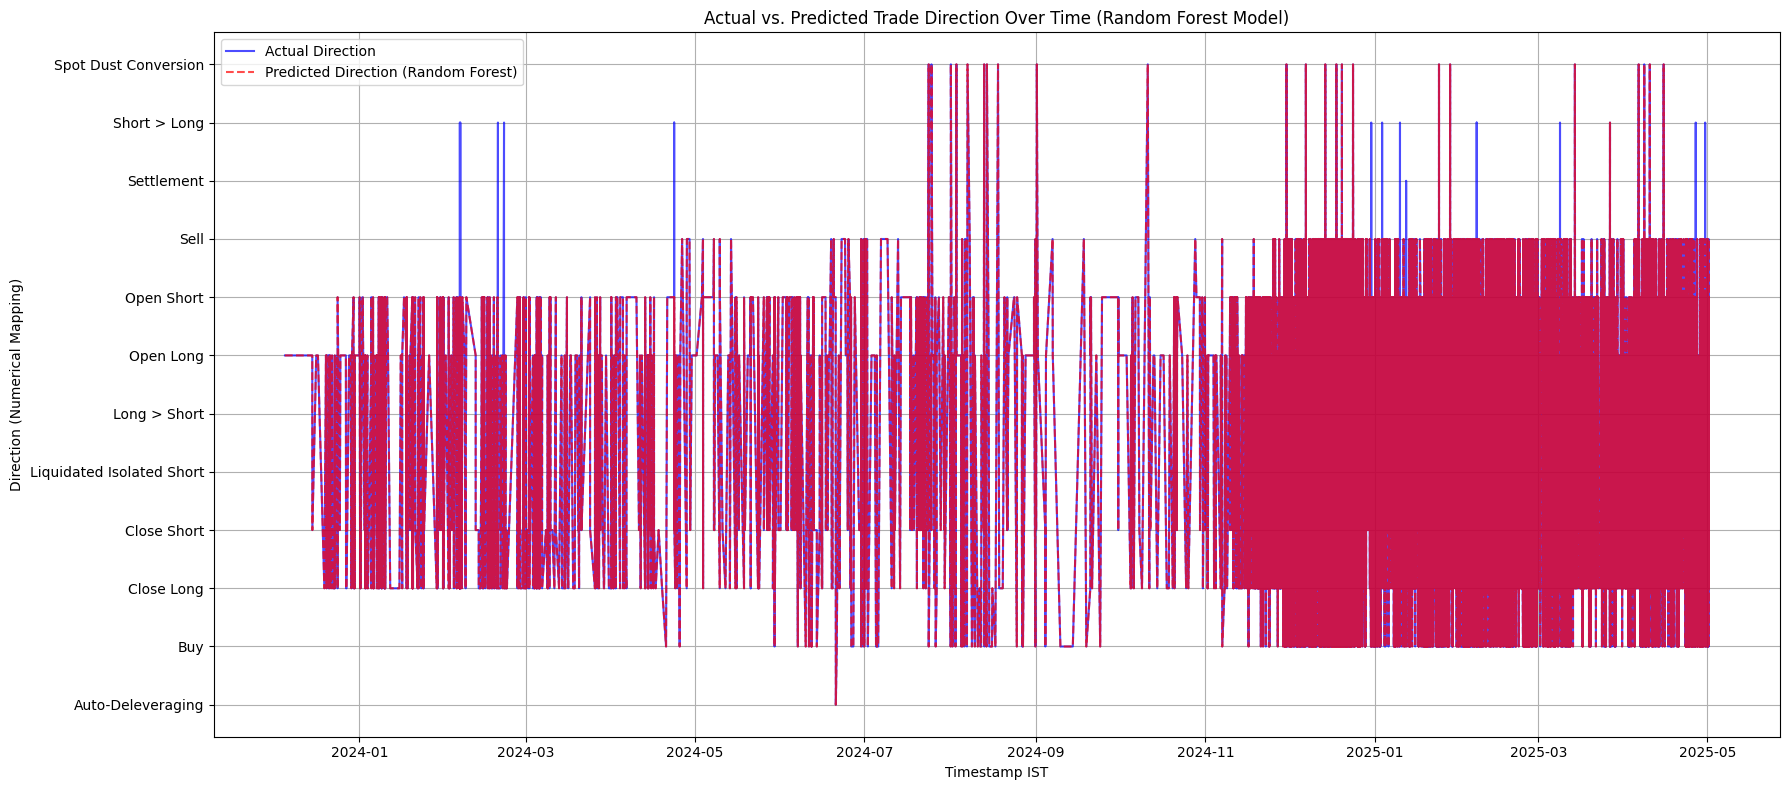 Actual vs. Predicted Trade Direction Over Time (Random Forest Model)
Actual Direction
Predicted Direction (Random Forest)
Direction (Numerical Mapping)
Spot Dust Conversion
Short > Long
Settlement
Sell
Open Short
Open Long
Long > Short
Liquidated Isolated Short
Close Short
Close Long
Buy
Auto-Deleveraging
2024-01 2024-03 2024-05 2024-07 2024-09 2024-11 2025-01 2025-03 2025-05
Timestamp IST